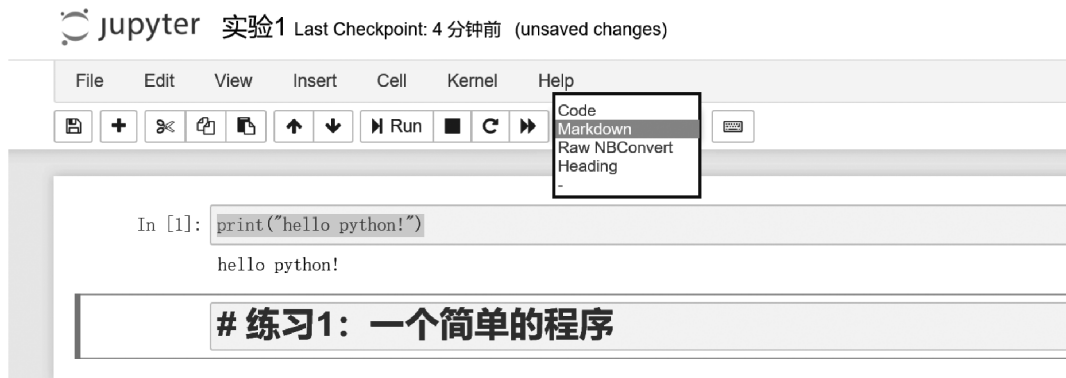 jupyter 实验1 Last Checkpoint: 4 分钟前 (unsaved changes)
File Edit View Insert Cell Kernel Help
Run
Code
Markdown
Raw NBConvert
Heading
-
In [1]: print("hello python!")
hello python!
# 练习1：一个简单的程序